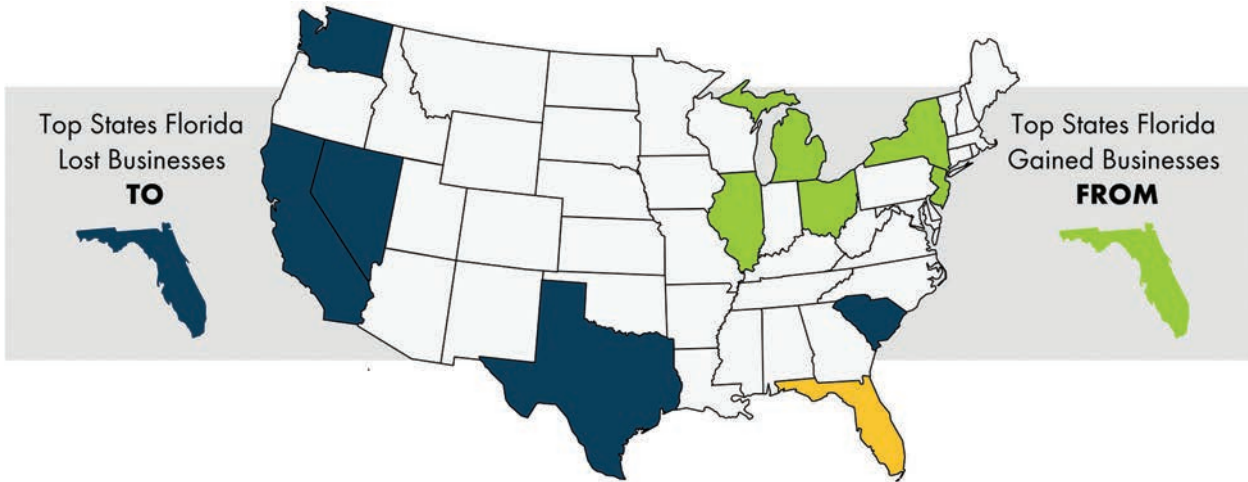 Top States Florida
Lost Businesses
TO
Top States Florida
Gained Businesses
FROM